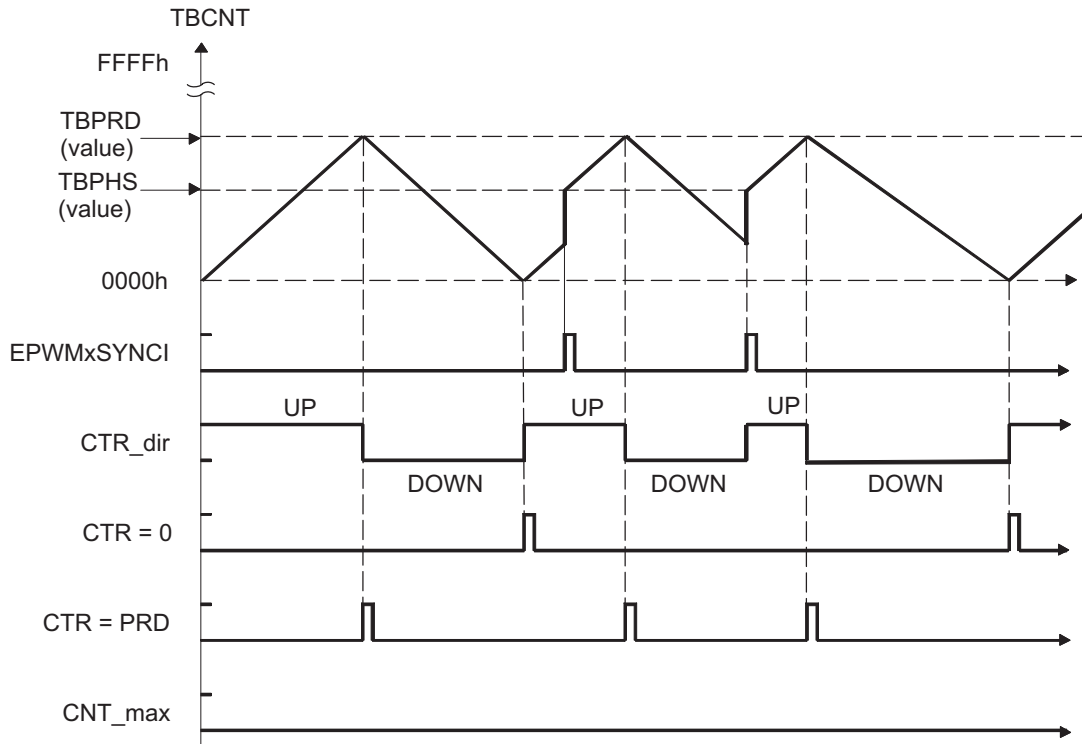 TBCNT
FFFFh
TBPRD
(value)
TBPHS
(value)
0000h
EPWMxSYNCI
UP
UP
UP
CTR_dir
DOWN
DOWN
DOWN
CTR = 0
CTR = PRD
CNT_max